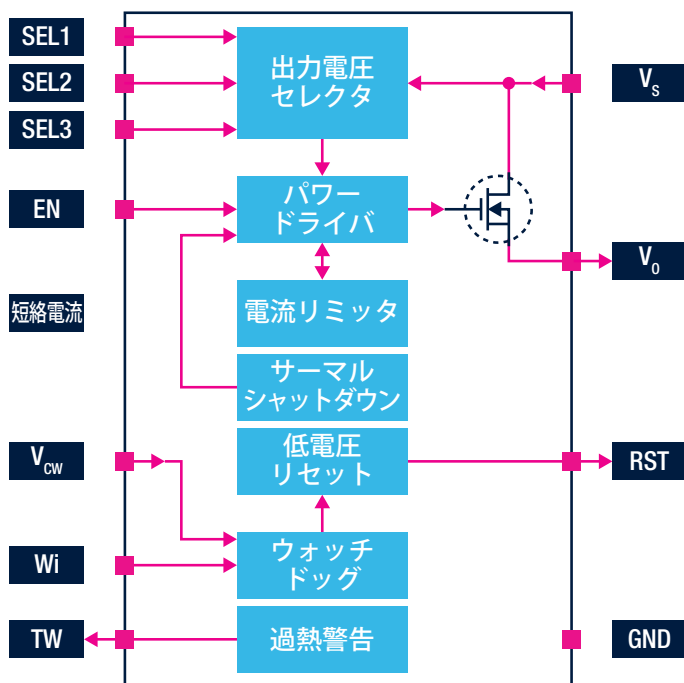 SEL1
SEL2
SEL3
EN
短絡電流
V_CW
Wi
TW
出力電圧
セレクタ
パワー
ドライバ
電流リミッタ
サーマル
シャットダウン
低電圧
リセット
ウォッチ
ドッグ
過熱警告
V_S
V_0
RST
GND